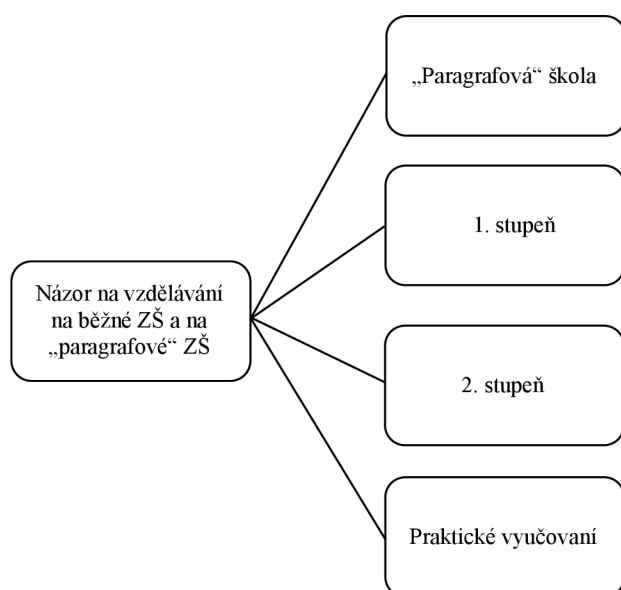 „Paragrafová“ škola
1. stupeň
Názor na vzdělávání
na běžné ZŠ a na
„paragrafové“ ZŠ
2. stupeň
Praktické vyučovaní